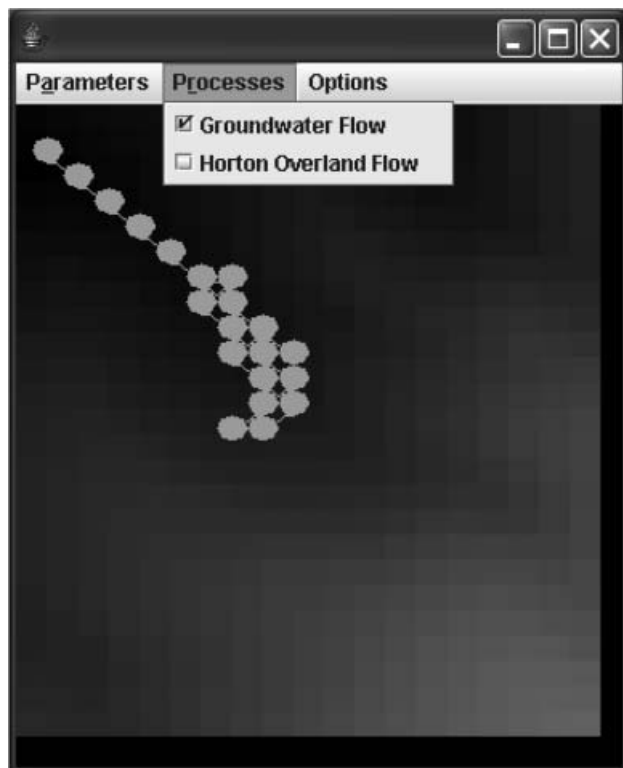 Parameters Processes Options
Groundwater Flow
Horton Overland Flow